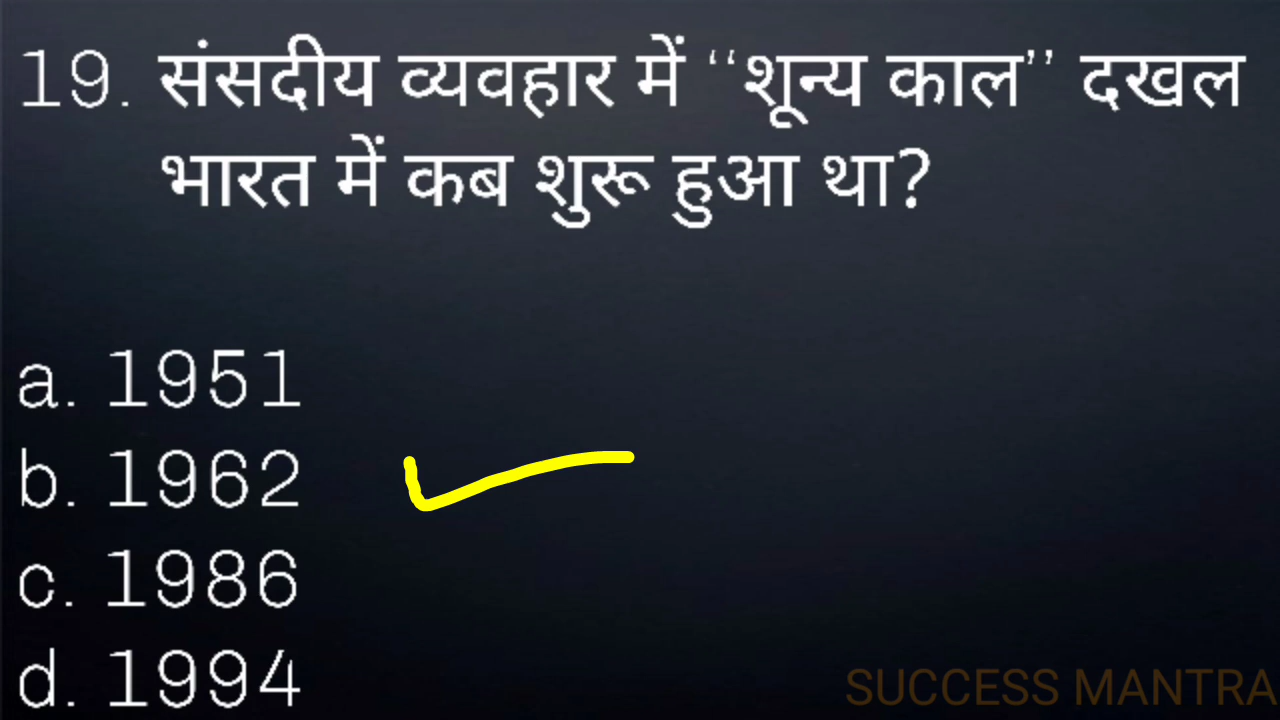 19. संसदीय व्यवहार में ‘‘शून्य काल’’ दखल
भारत में कब शुरू हुआ था?
a. 1951
b. 1962
c. 1986
d. 1994
SUCCESS MANTRA